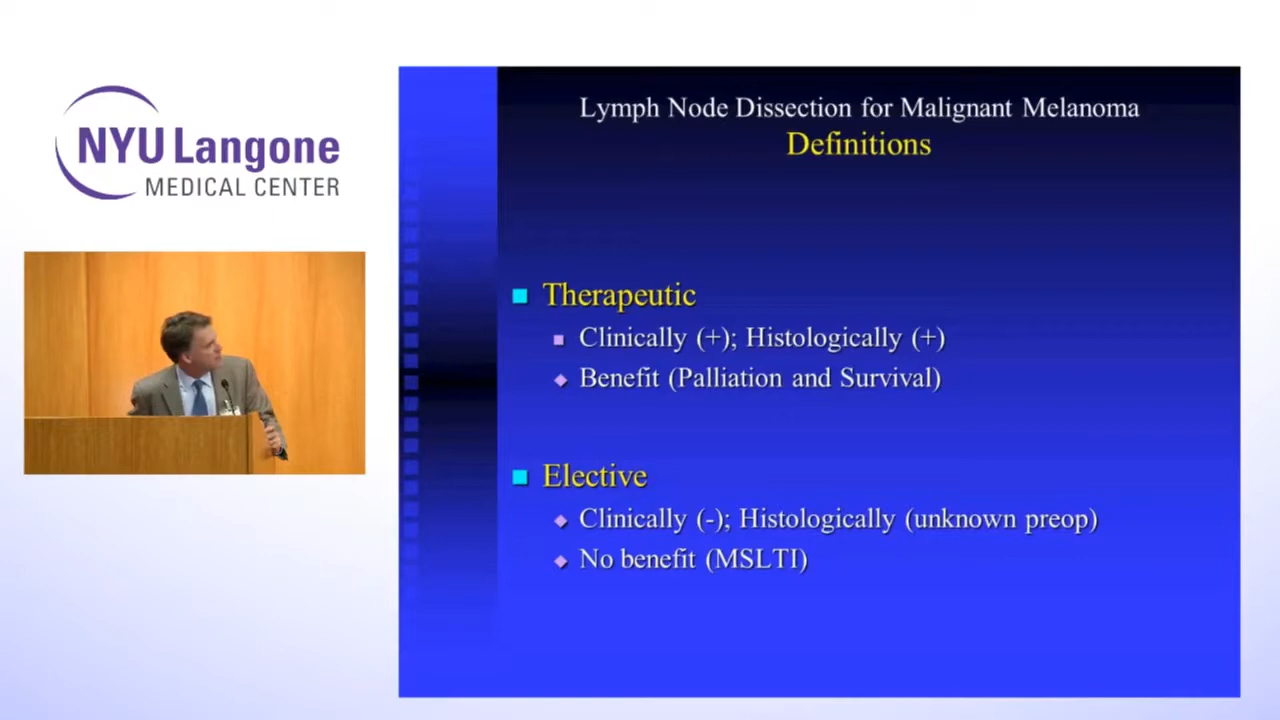 NYU Langone
MEDICAL CENTER
Lymph Node Dissection for Malignant Melanoma
Definitions
Therapeutic
Clinically (+); Histologically (+)
Benefit (Palliation and Survival)
Elective
Clinically (-); Histologically (unknown preop)
No benefit (MSLTI)